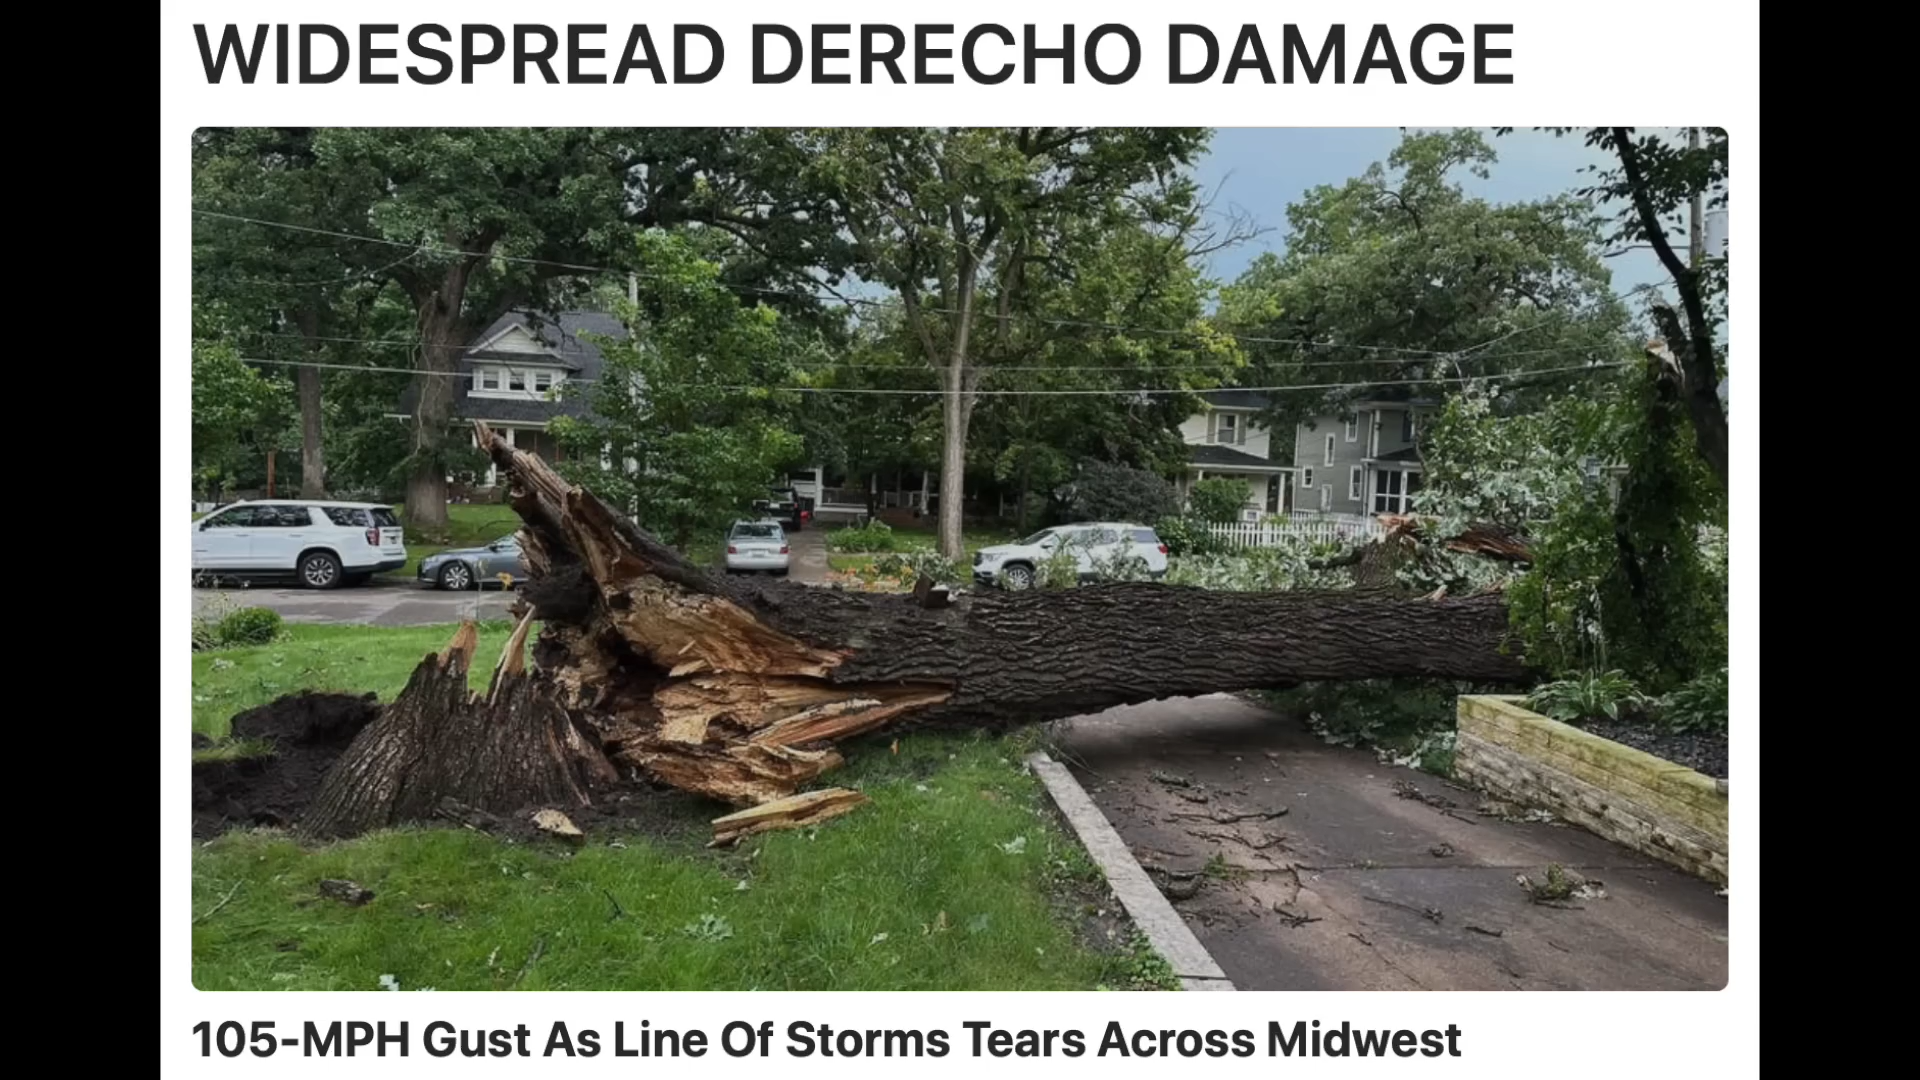 WIDESPREAD DERECHO DAMAGE
105-MPH Gust As Line Of Storms Tears Across Midwest